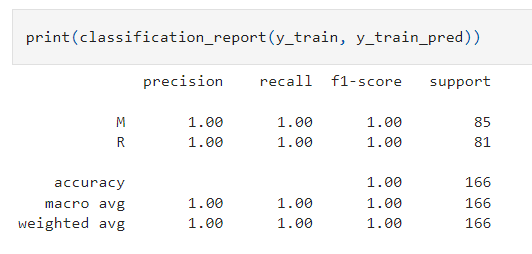 print(classification_report(y_train, y_train_pred))
precision recall f1-score support
M 1.00 1.00 1.00 85
R 1.00 1.00 1.00 81
accuracy 1.00 166
macro avg 1.00 1.00 1.00 166
weighted avg 1.00 1.00 1.00 166